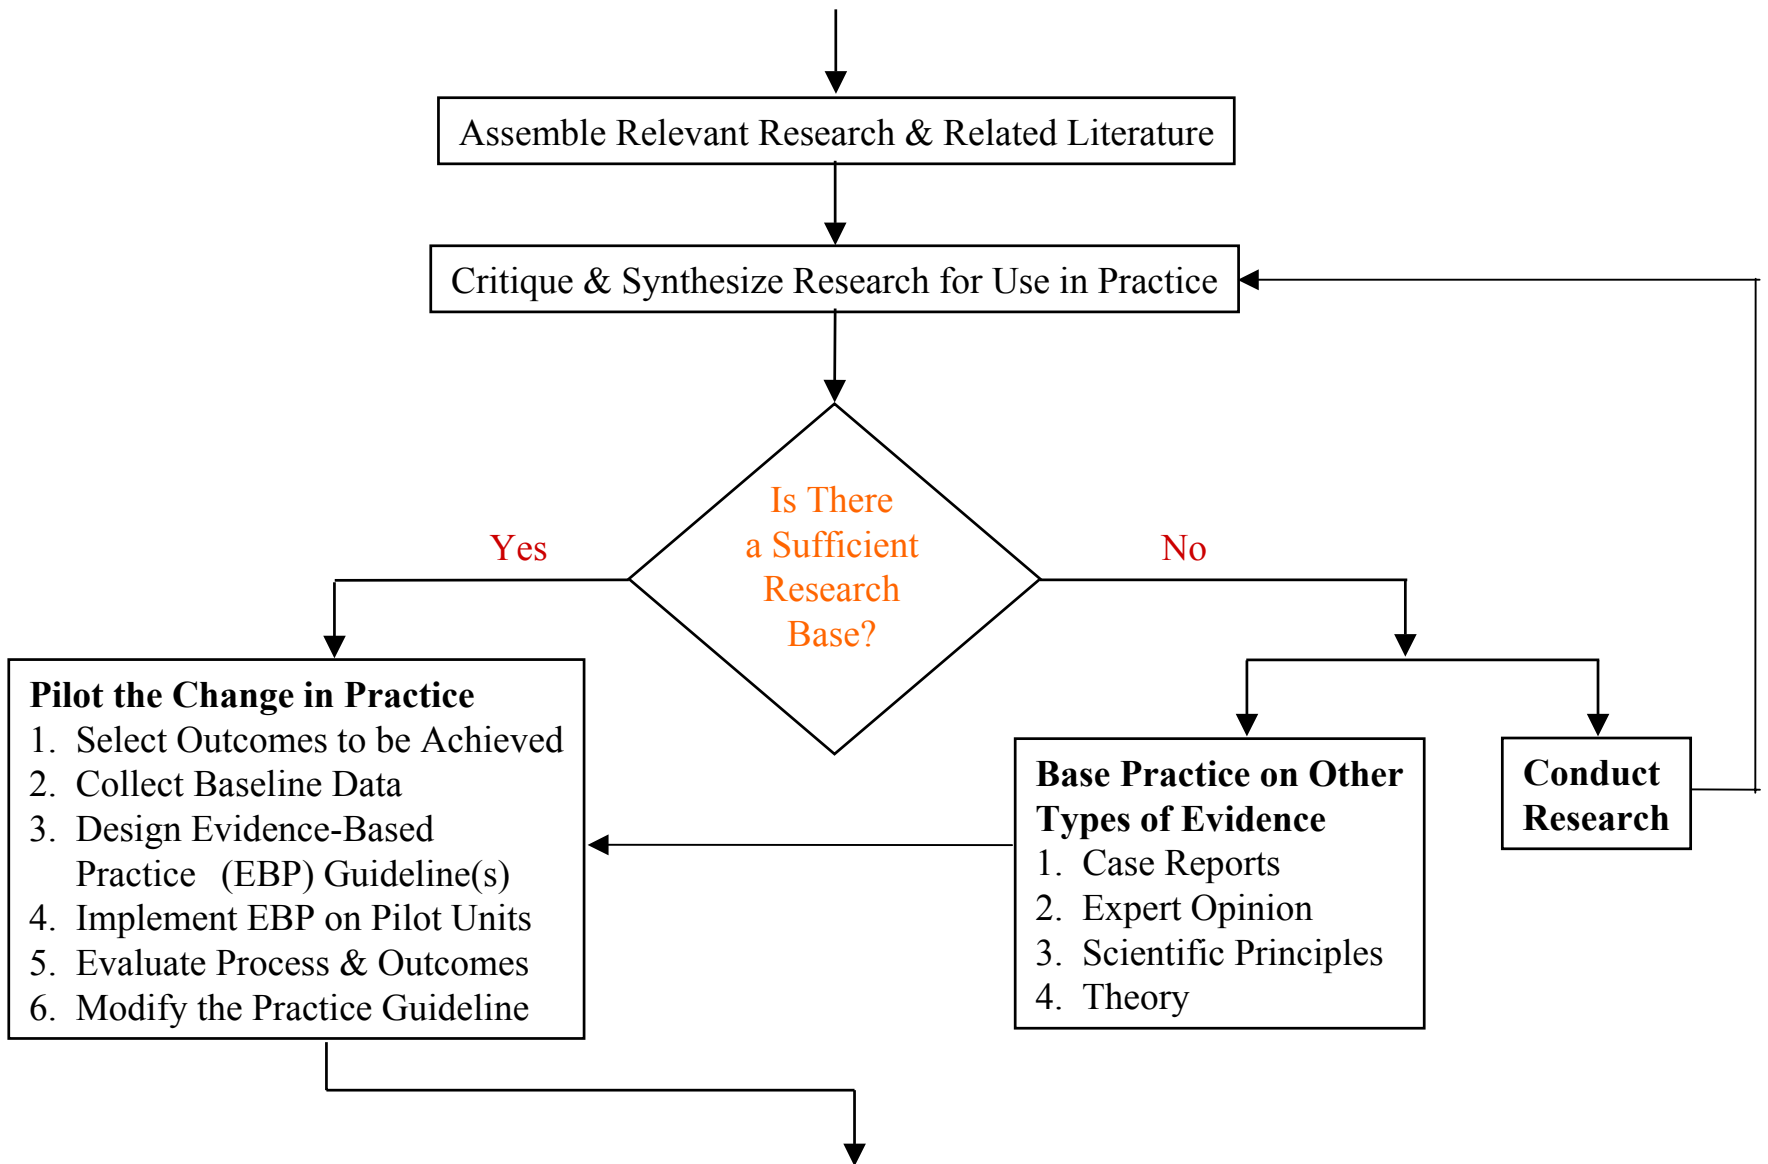 Assemble Relevant Research & Related Literature
Critique & Synthesize Research for Use in Practice
Is There
a Sufficient
Research
Base?
Yes
No
Pilot the Change in Practice
1. Select Outcomes to be Achieved
2. Collect Baseline Data
3. Design Evidence-Based
Practice (EBP) Guideline(s)
4. Implement EBP on Pilot Units
5. Evaluate Process & Outcomes
6. Modify the Practice Guideline
Base Practice on Other
Types of Evidence
1. Case Reports
2. Expert Opinion
3. Scientific Principles
4. Theory
Conduct
Research